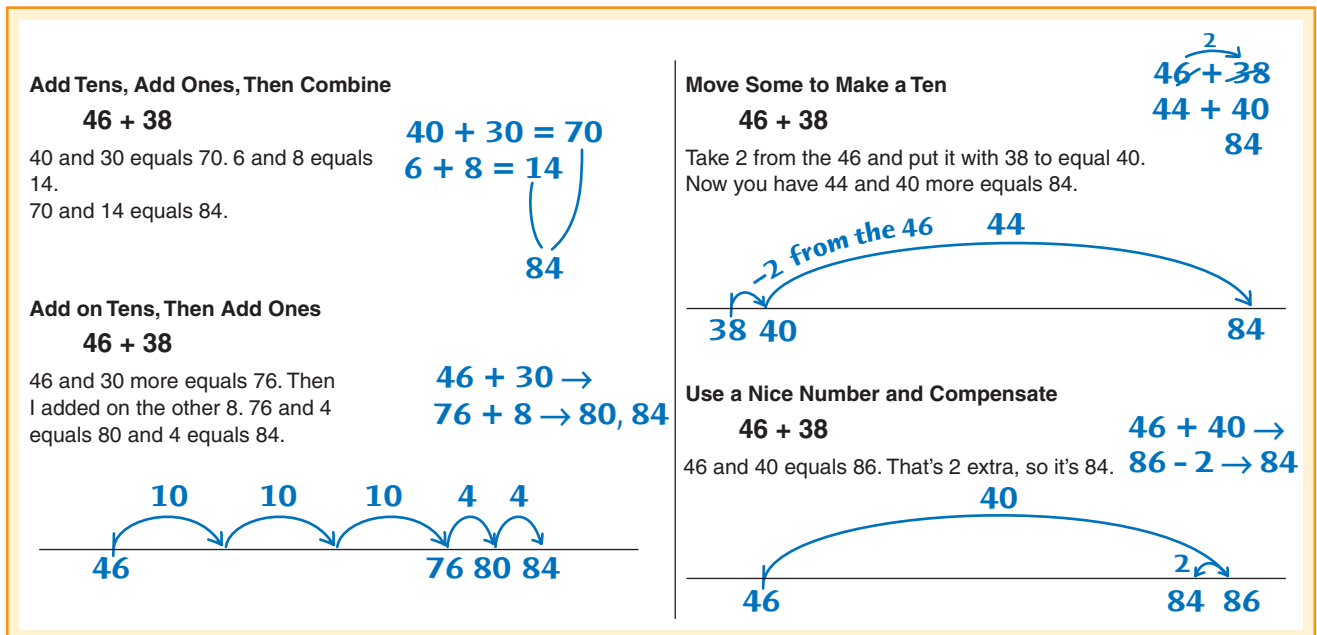 Add Tens, Add Ones, Then Combine
46 + 38
40 and 30 equals 70. 6 and 8 equals
14.
70 and 14 equals 84.
40 + 30 = 70
6 + 8 = 14
84
Add on Tens, Then Add Ones
46 + 38
46 and 30 more equals 76. Then
I added on the other 8. 76 and 4
equals 80 and 4 equals 84.
46 + 30 →
76 + 8 → 80, 84
10 10 10 4 4
46 76 80 84
Move Some to Make a Ten
46 + 38
Take 2 from the 46 and put it with 38 to equal 40.
Now you have 44 and 40 more equals 84.
2
46 + 38
44 + 40
84
–2 from the 46 44
38 40 84
Use a Nice Number and Compensate
46 + 38
46 and 40 equals 86. That’s 2 extra, so it’s 84.
46 + 40 →
86 – 2 → 84
40
2
46 84 86